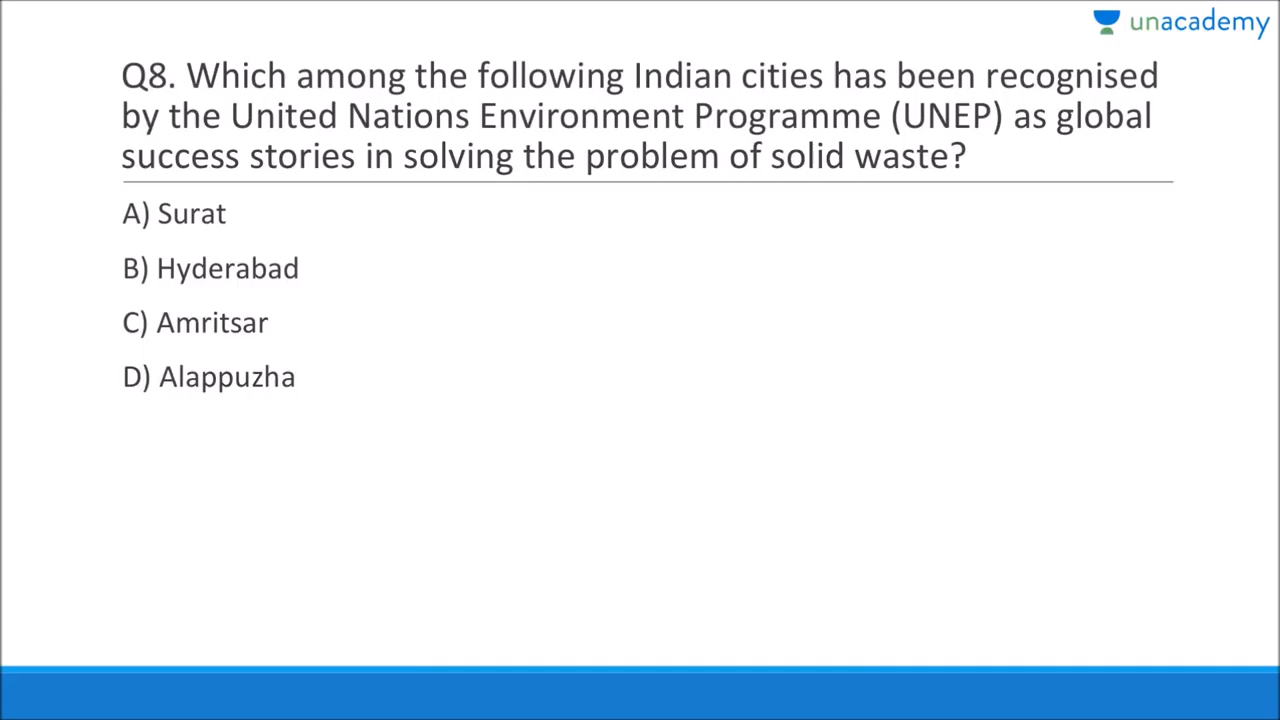 unacademy
Q8. Which among the following Indian cities has been recognised
by the United Nations Environment Programme (UNEP) as global
success stories in solving the problem of solid waste?
A) Surat
B) Hyderabad
C) Amritsar
D) Alappuzha